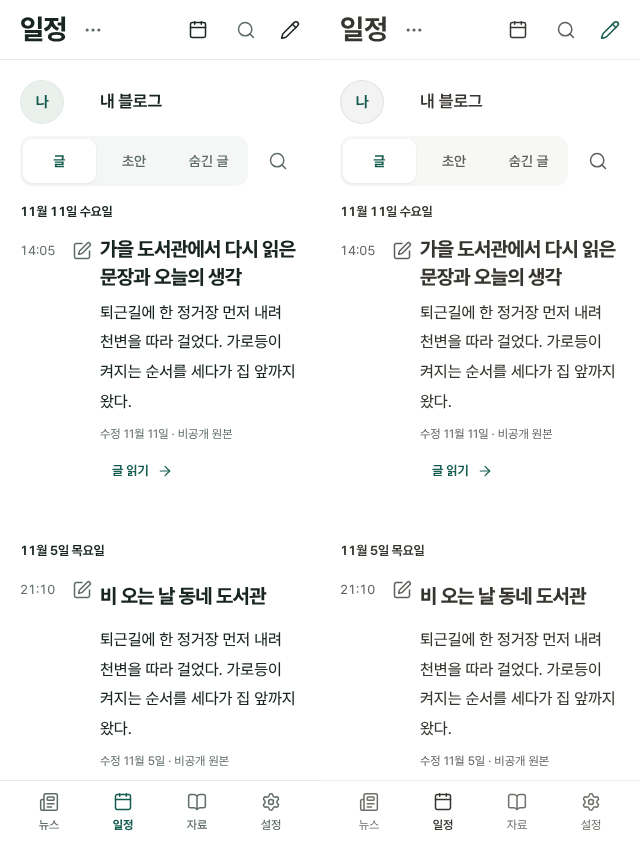 일정 ···
나 내 블로그
글 초안 숨긴 글
11월 11일 수요일
14:05 가을 도서관에서 다시 읽은
문장과 오늘의 생각
퇴근길에 한 정거장 먼저 내려
천변을 따라 걸었다. 가로등이
켜지는 순서를 세다가 집 앞까지
왔다.
수정 11월 11일 · 비공개 원본
글 읽기 →
11월 5일 목요일
21:10 비 오는 날 동네 도서관
퇴근길에 한 정거장 먼저 내려
천변을 따라 걸었다. 가로등이
켜지는 순서를 세다가 집 앞까지
왔다.
수정 11월 5일 · 비공개 원본
뉴스 일정 자료 설정
일정 ···
나 내 블로그
글 초안 숨긴 글
11월 11일 수요일
14:05 가을 도서관에서 다시 읽은
문장과 오늘의 생각
퇴근길에 한 정거장 먼저 내려
천변을 따라 걸었다. 가로등이
켜지는 순서를 세다가 집 앞까지
왔다.
수정 11월 11일 · 비공개 원본
글 읽기 →
11월 5일 목요일
21:10 비 오는 날 동네 도서관
퇴근길에 한 정거장 먼저 내려
천변을 따라 걸었다. 가로등이
켜지는 순서를 세다가 집 앞까지
왔다.
수정 11월 5일 · 비공개 원본
뉴스 일정 자료 설정